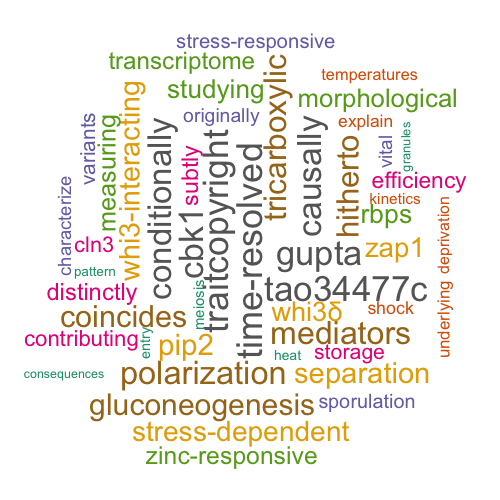 stress-responsive
transcriptome
temperatures
studying
tricarboxylic
morphological
originally
explain
variants
measuring
whi3-interacting
conditionally
subtly
traitcopyright
time-resolved
causally
hitherto
vital
granules
efficiency
kinetics
rbps
characterize
cln3
cbk1
gupta
zap1
deprivation
pattern
tao34477c
distinctly
meiosis
whi3δ
shock
underlying
coincides
mediators
contributing
entry
pip2
heat
storage
consequences
polarization
separation
gluconeogenesis
sporulation
stress-dependent
zinc-responsive